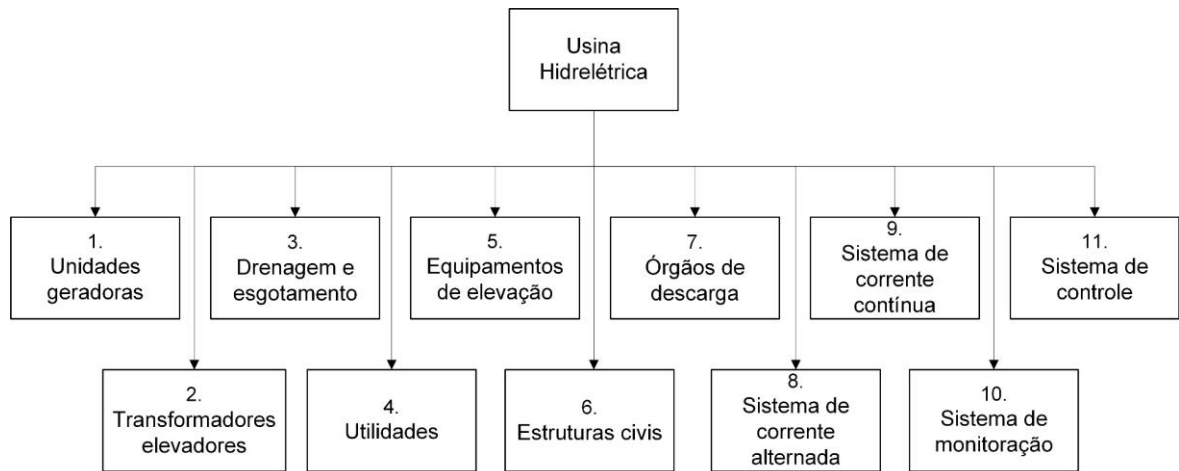 Usina
Hidrelétrica
1.
Unidades
geradoras
3.
Drenagem e
esgotamento
5.
Equipamentos
de elevação
7.
Órgãos de
descarga
9.
Sistema de
corrente
contínua
11.
Sistema de
controle
2.
Transformadores
elevadores
4.
Utilidades
6.
Estruturas civis
8.
Sistema de
corrente
alternada
10.
Sistema de
monitoração